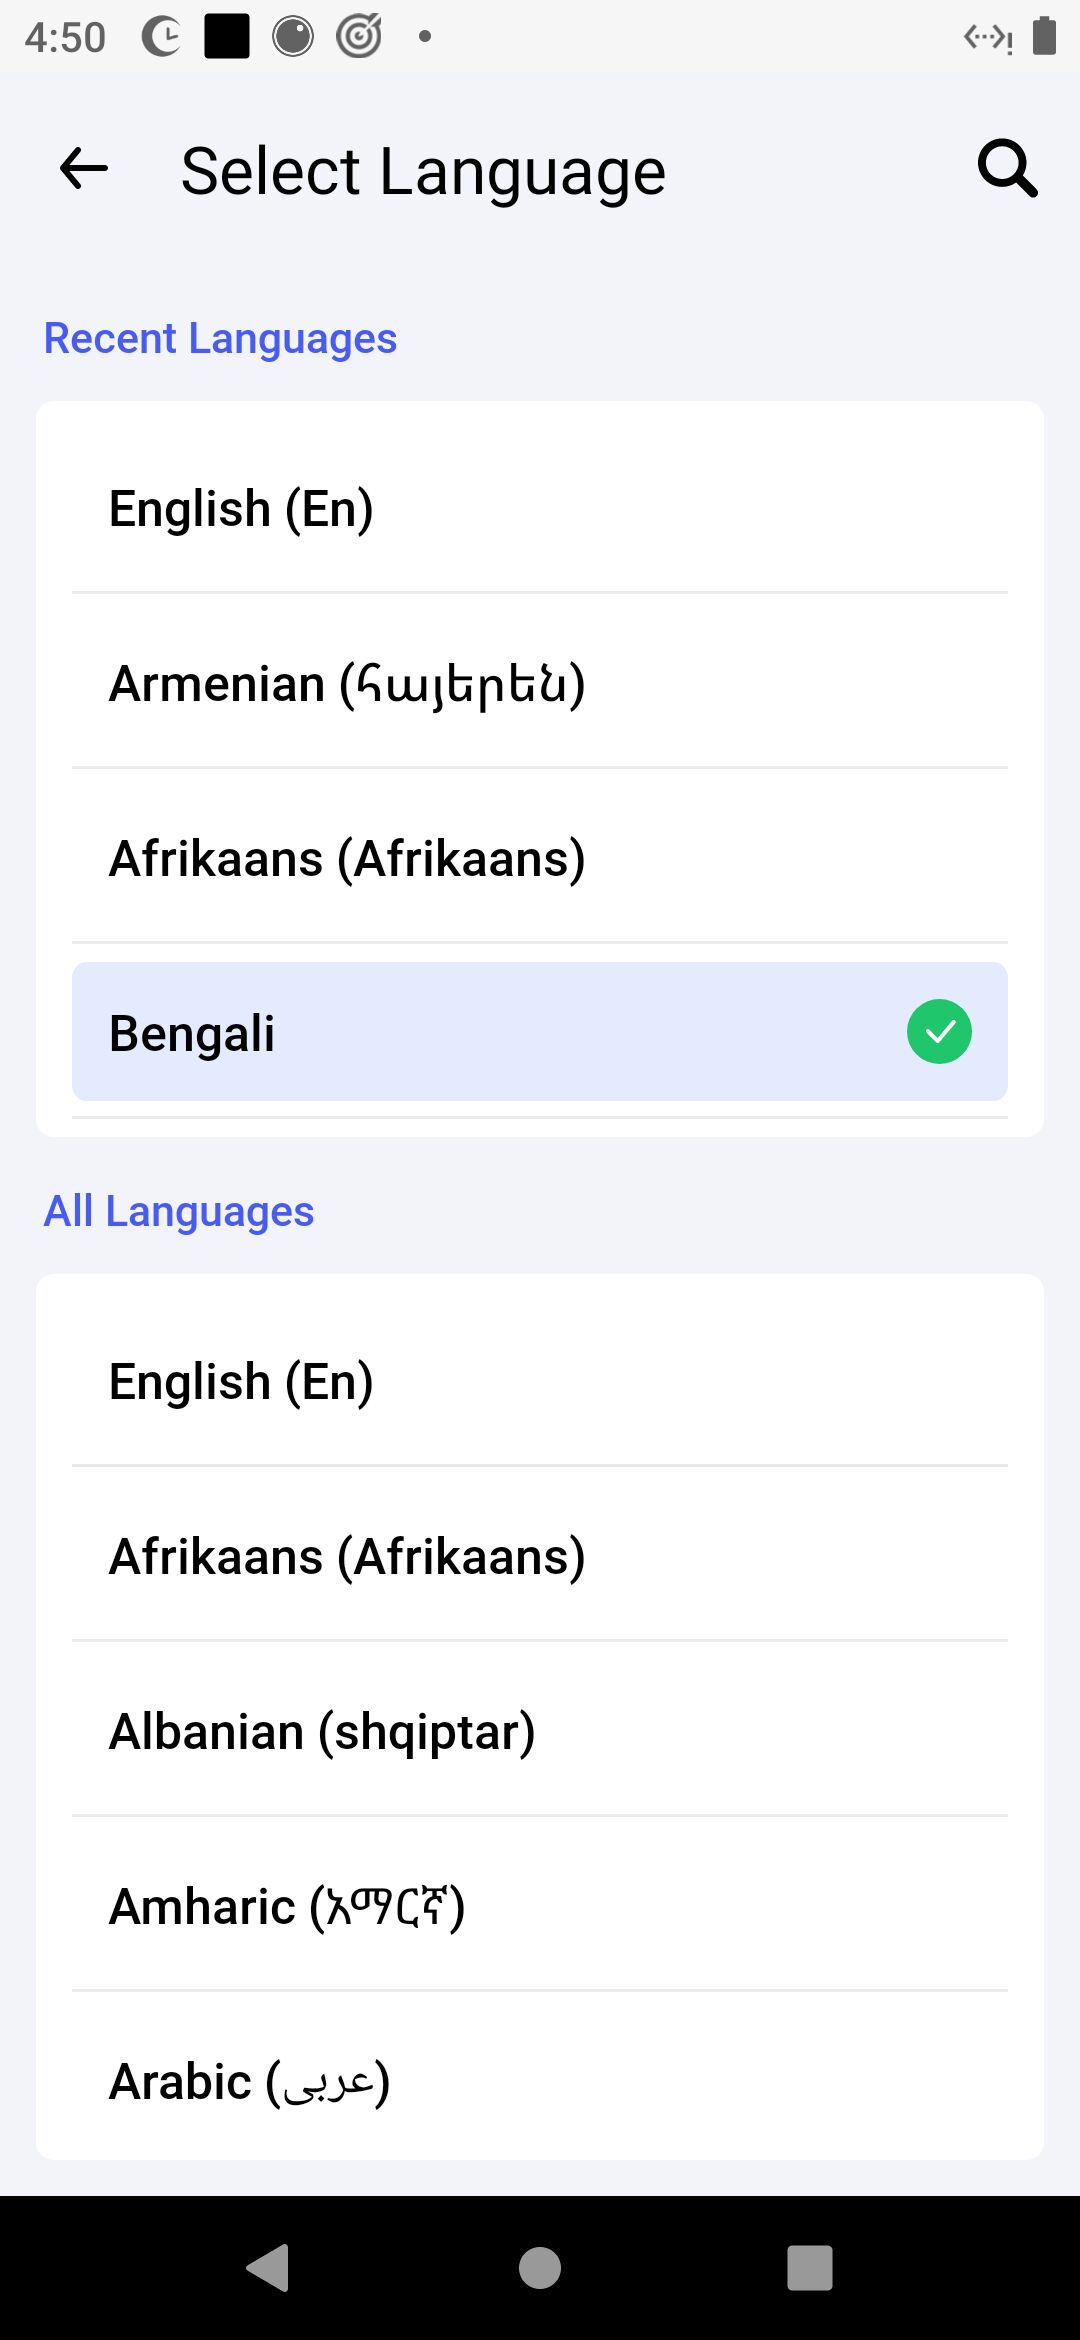 4:50
Select Language
Recent Languages
English (En)
Armenian (հայերեն)
Afrikaans (Afrikaans)
Bengali
All Languages
English (En)
Afrikaans (Afrikaans)
Albanian (shqiptar)
Amharic (አማርኛ)
Arabic (عربى)